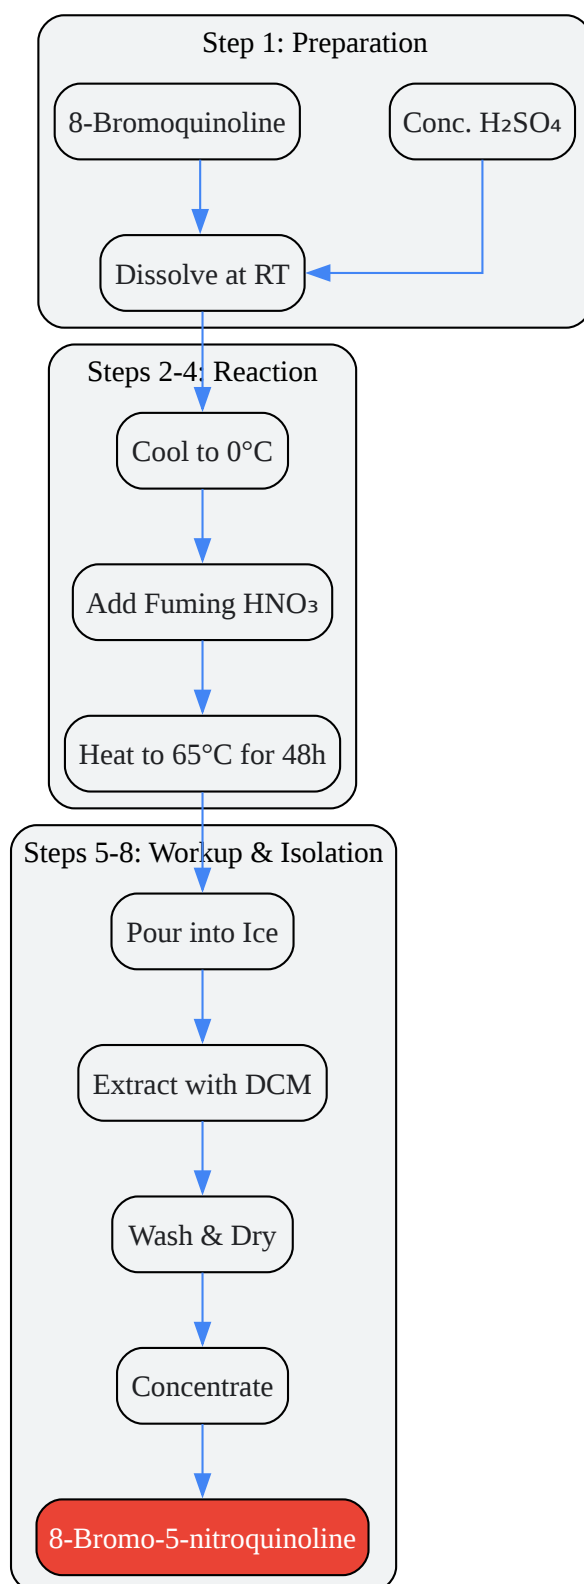 Step 1: Preparation
8-Bromoquinoline
Conc. H₂SO₄
Dissolve at RT
Steps 2-4: Reaction
Cool to 0°C
Add Fuming HNO₃
Heat to 65°C for 48h
Steps 5-8: Workup & Isolation
Pour into Ice
Extract with DCM
Wash & Dry
Concentrate
8-Bromo-5-nitroquinoline